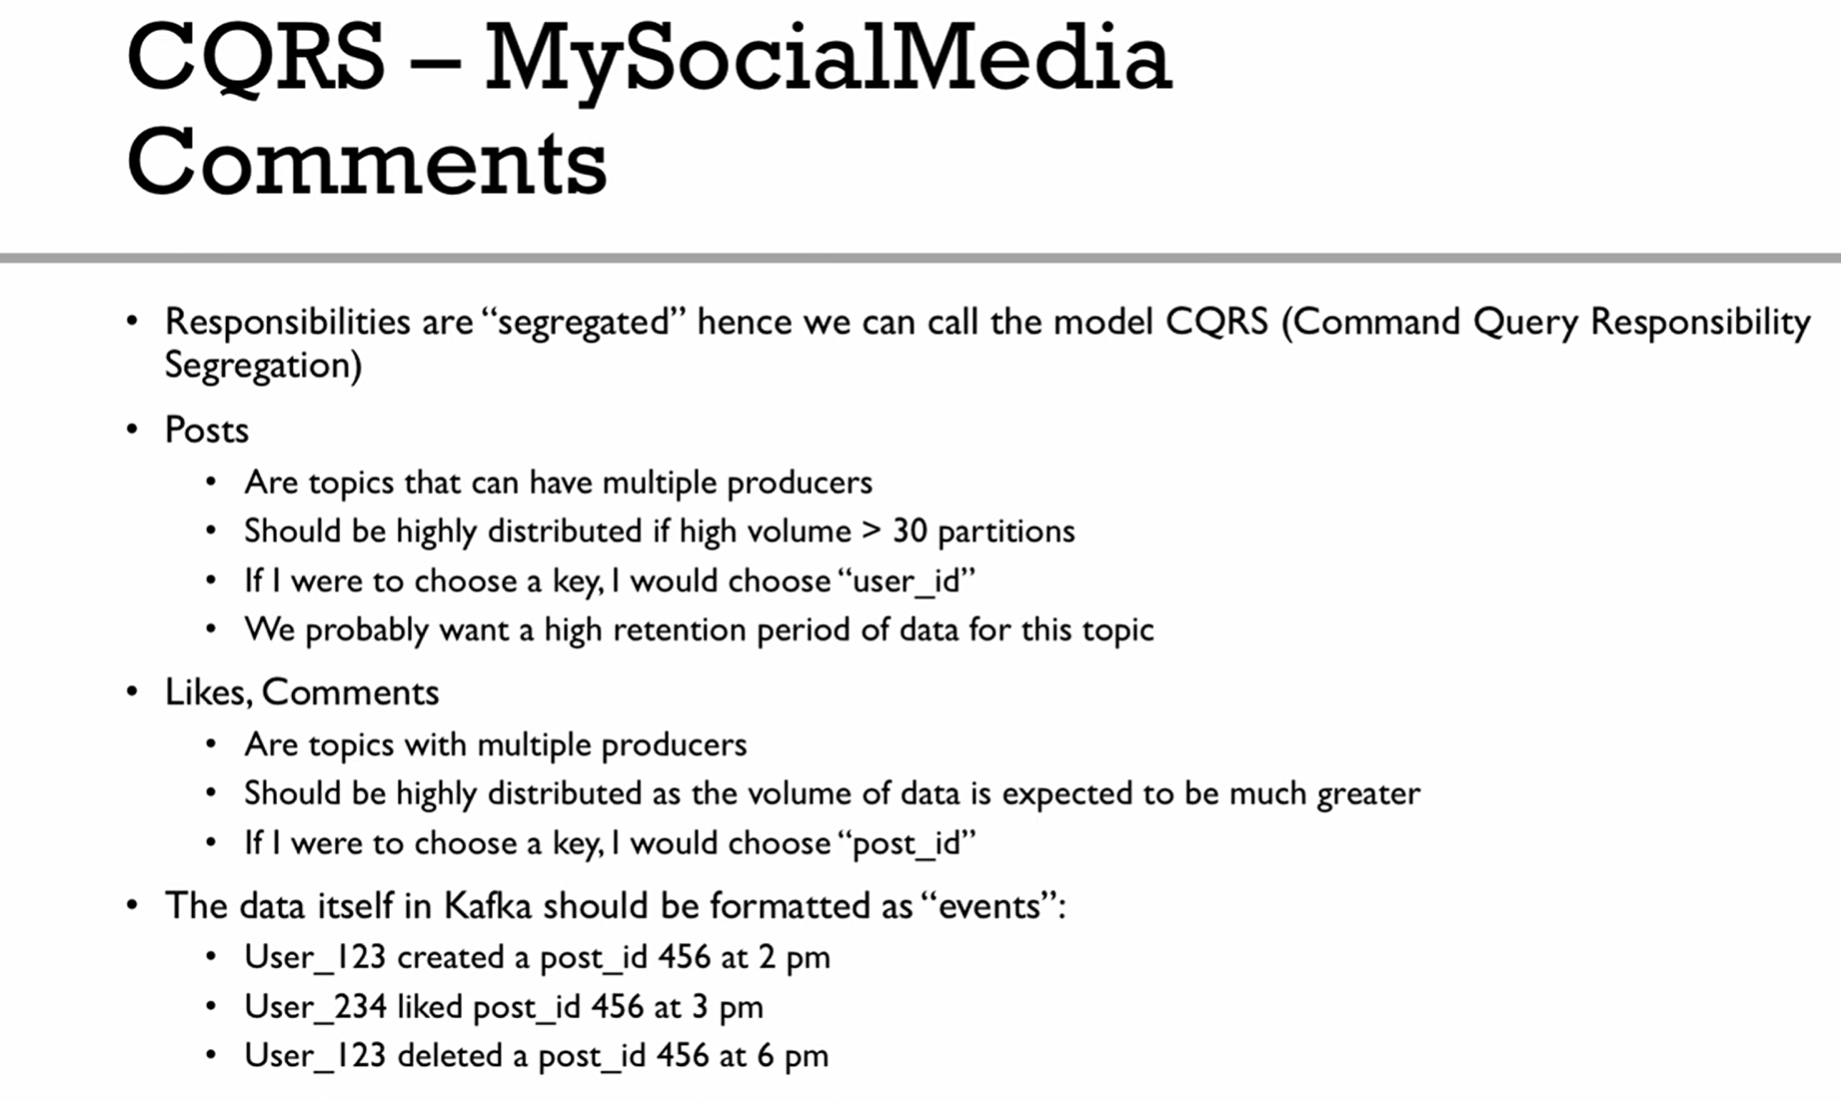 CQRS – MySocialMedia
Comments
• Responsibilities are “segregated” hence we can call the model CQRS (Command Query Responsibility
Segregation)
• Posts
• Are topics that can have multiple producers
• Should be highly distributed if high volume > 30 partitions
• If I were to choose a key, I would choose “user_id”
• We probably want a high retention period of data for this topic
• Likes, Comments
• Are topics with multiple producers
• Should be highly distributed as the volume of data is expected to be much greater
• If I were to choose a key, I would choose “post_id”
• The data itself in Kafka should be formatted as “events”:
• User_123 created a post_id 456 at 2 pm
• User_234 liked post_id 456 at 3 pm
• User_123 deleted a post_id 456 at 6 pm